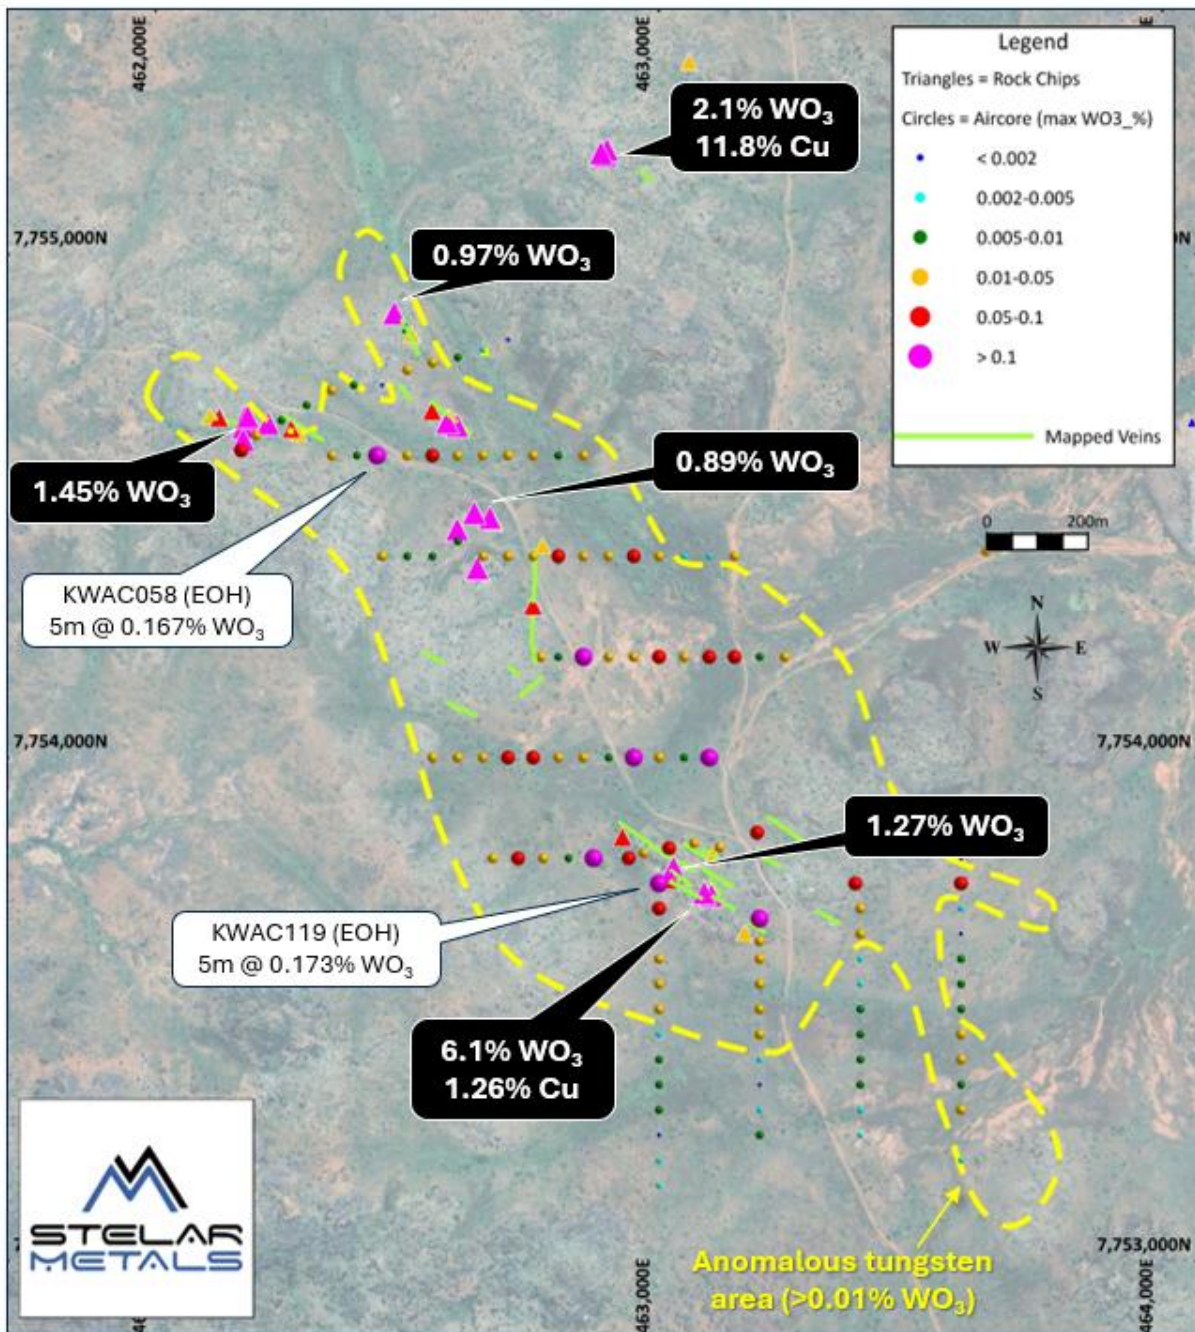 462,000E
463,000E
Legend
Triangles = Rock Chips
Circles = Aircore (max WO3_%)
< 0.002
0.002-0.005
0.005-0.01
0.01-0.05
0.05-0.1
> 0.1
Mapped Veins
2.1% WO₃
11.8% Cu
7,755,000N
0.97% WO₃
0.89% WO₃
1.45% WO₃
0
200m
KWAC058 (EOH)
5m @ 0.167% WO₃
N
W
E
S
7,754,000N
7,754,000N
1.27% WO₃
KWAC119 (EOH)
5m @ 0.173% WO₃
6.1% WO₃
1.26% Cu
STELAR
METALS
Anomalous tungsten
area (>0.01% WO₃)
7,753,000N
463,000E
464,000E